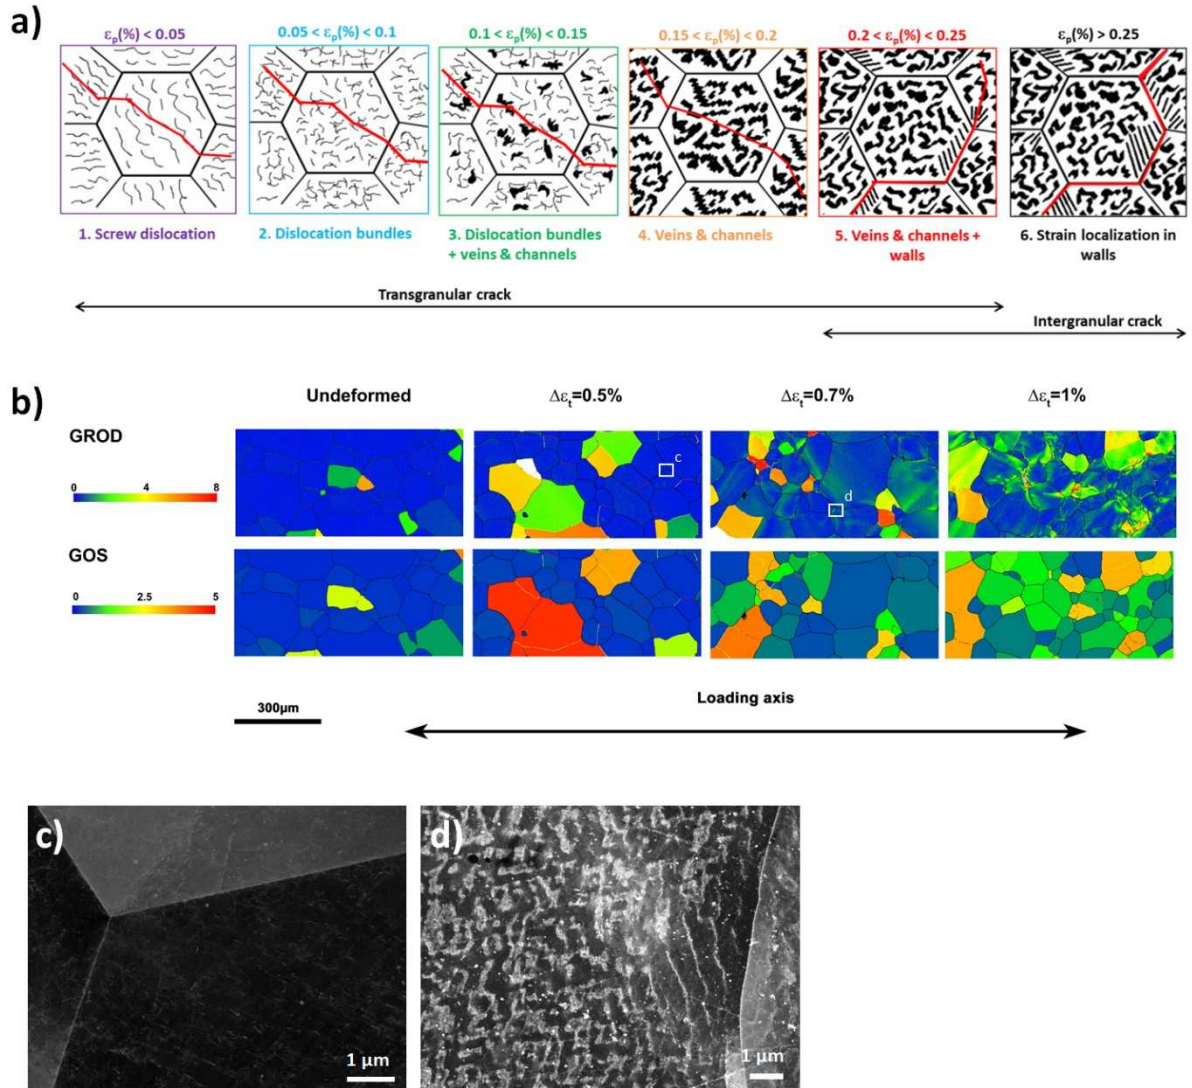 a)
εp(%) < 0.05
0.05 < εp(%) < 0.1
0.1 < εp(%) < 0.15
0.15 < εp(%) < 0.2
0.2 < εp(%) < 0.25
εp(%) > 0.25
1. Screw dislocation
2. Dislocation bundles
3. Dislocation bundles
+ veins & channels
4. Veins & channels
5. Veins & channels +
walls
6. Strain localization in
walls
Transgranular crack
Intergranular crack
b)
Undeformed
Δεt=0.5%
Δεt=0.7%
Δεt=1%
GROD
0 4 8
c
d
GOS
0 2.5 5
300µm
Loading axis
c)
1 µm
d)
1 µm